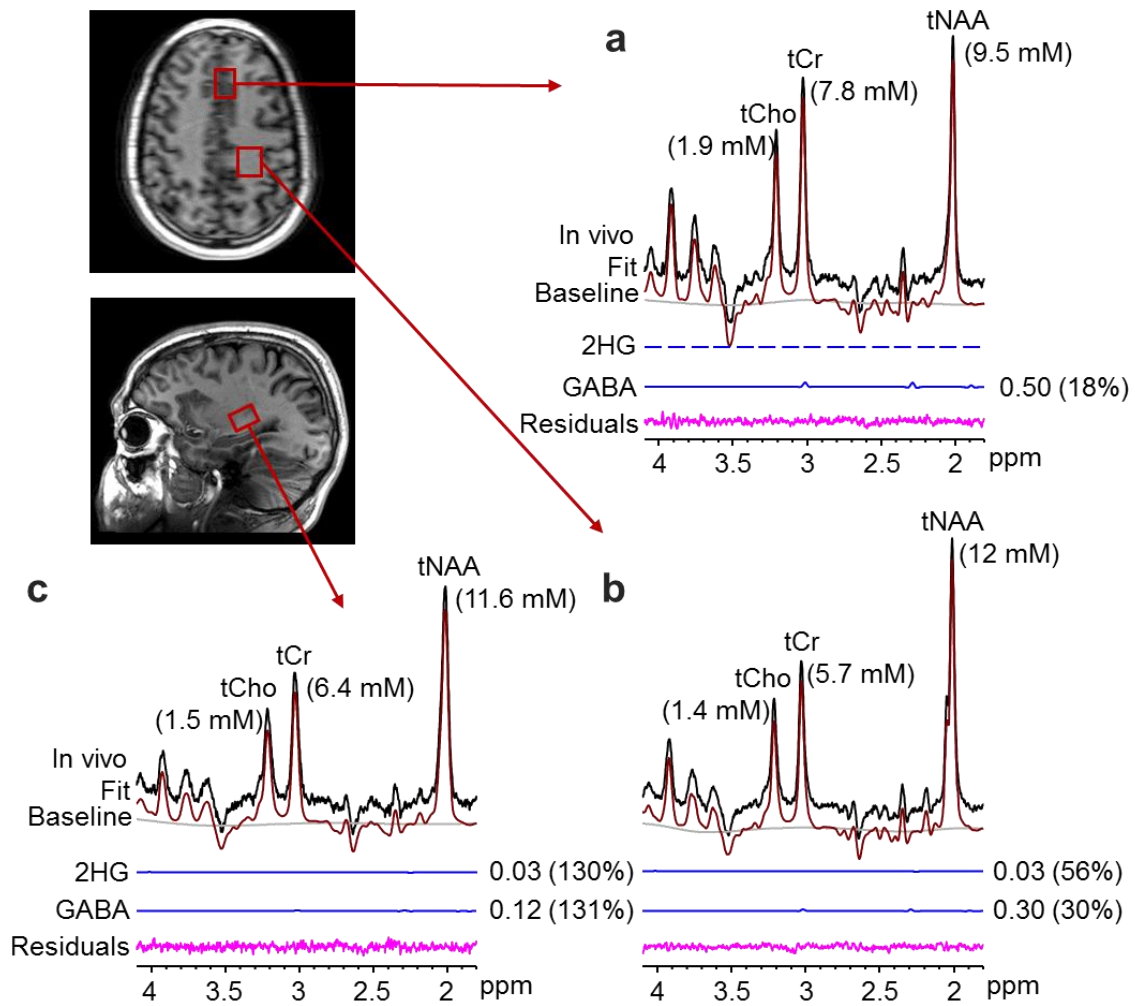 a
tNAA
(9.5 mM)
tCr
(7.8 mM)
tCho
(1.9 mM)
In vivo
Fit
Baseline
2HG
GABA
0.50 (18%)
Residuals
4 3.5 3 2.5 2 ppm
c
tNAA
(11.6 mM)
tCr
(6.4 mM)
tCho
(1.5 mM)
In vivo
Fit
Baseline
2HG
0.03 (130%)
GABA
0.12 (131%)
Residuals
4 3.5 3 2.5 2 ppm
b
tNAA
(12 mM)
tCr
(5.7 mM)
tCho
(1.4 mM)
0.03 (56%)
0.30 (30%)
4 3.5 3 2.5 2 ppm